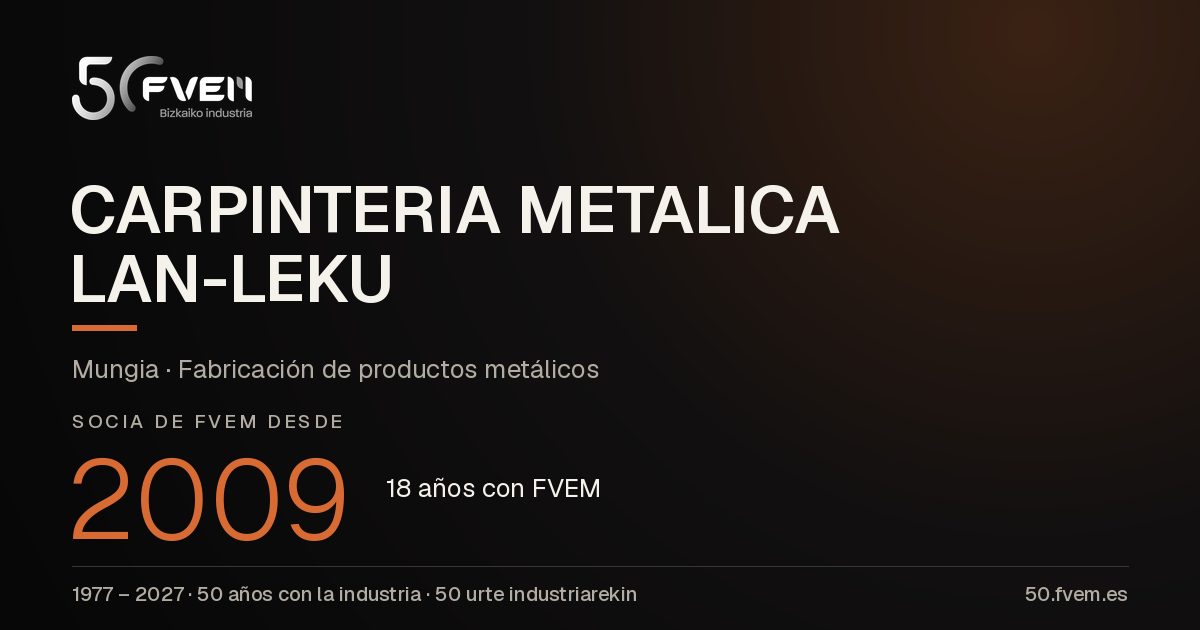 50 FVEM
Bizkaiko industria
CARPINTERIA METALICA
LAN-LEKU
Mungia · Fabricación de productos metálicos
SOCIA DE FVEM DESDE
2009
18 años con FVEM
1977 – 2027 · 50 años con la industria · 50 urte industriarekin
50.fvem.es